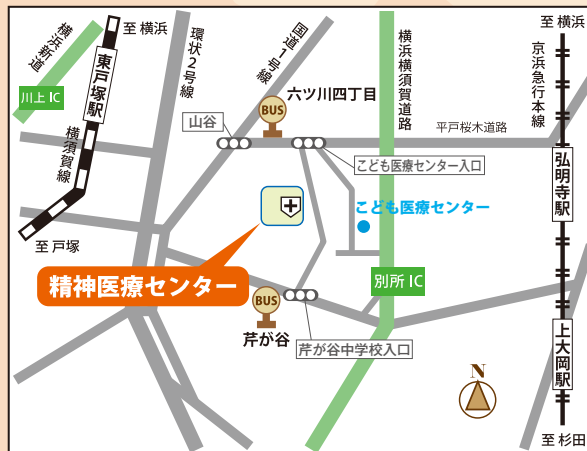 至 横浜
横浜新道
環状2号線
国道1号線
横浜横須賀道路
至 横浜
京浜急行本線
東戸塚駅
川上 IC
BUS
六ツ川四丁目
山谷
平戸桜木道路
横須賀線
こども医療センター入口
弘明寺駅
こども医療センター
至 戸塚
精神医療センター
別所 IC
BUS
芹が谷
芹が谷中学校入口
上大岡駅
N
至 杉田